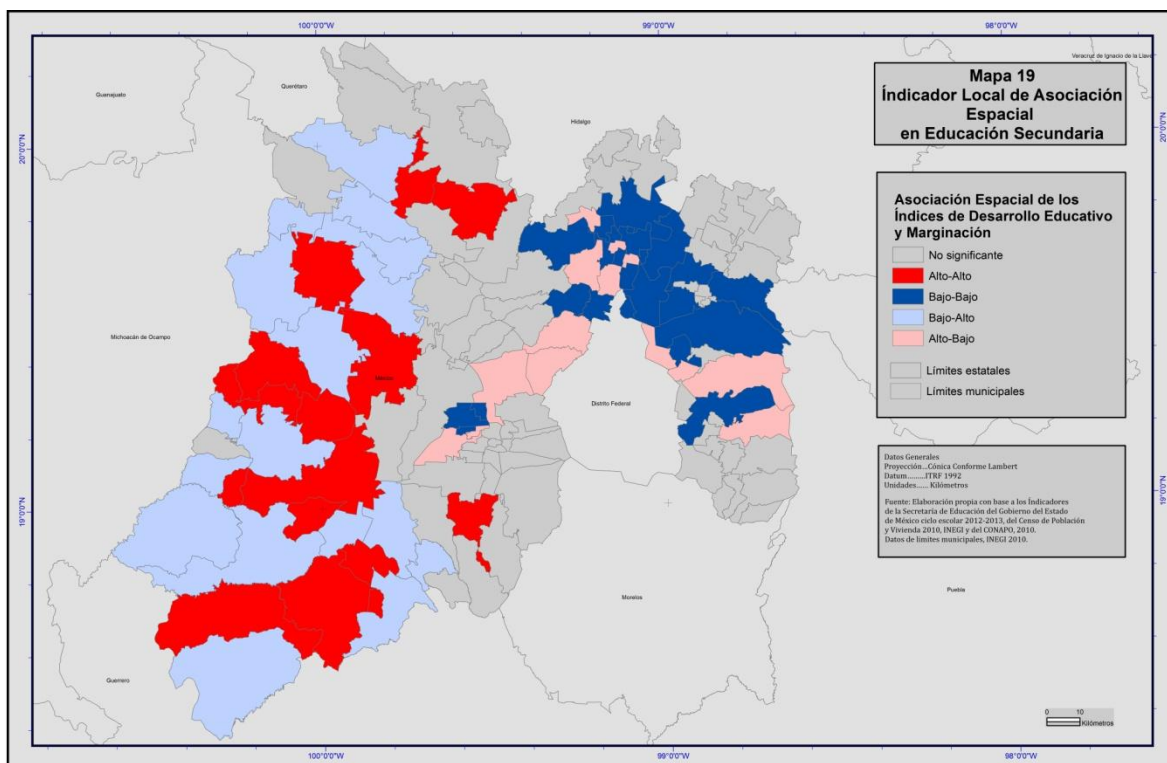 100°0'0"W
99°0'0"W
98°0'0"W
Veracruz de Ignacio de la Llave
Mapa 19
Índicador Local de Asociación
Espacial
en Educación Secundaria
Guanajuato
Querétaro
Hidalgo
20°0'0"N
20°0'0"N
Asociación Espacial de los
Índices de Desarrollo Educativo
y Marginación
No significante
Alto-Alto
Bajo-Bajo
Bajo-Alto
Alto-Bajo
Límites estatales
Límites municipales
Michoacán de Ocampo
México
Distrito Federal
Datos Generales
Proyección...Cónica Conforme Lambert
Datum.........ITRF 1992
Unidades...... Kilómetros
Fuente: Elaboración propia con base a los Índicadores
de la Secretaría de Educación del Gobierno del Estado
de México ciclo escolar 2012-2013, del Censo de Población
y Vivienda 2010, INEGI y del CONAPO, 2010.
Datos de limites municipales, INEGI 2010.
19°0'0"N
19°0'0"N
Morelos
Puebla
Guerrero
0 10
Kilómetros
100°0'0"W
99°0'0"W
98°0'0"W